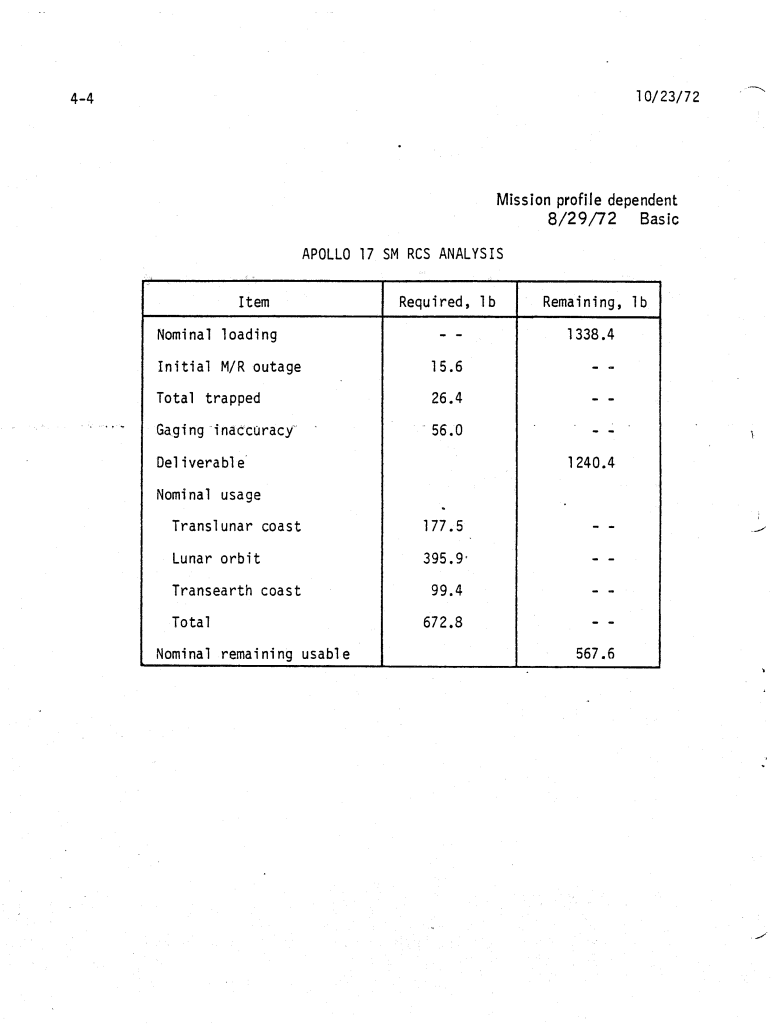 4-4 10/23/72
Mission profile dependent
8/29/72 Basic
APOLLO 17 SM RCS ANALYSIS
Item Required, lb Remaining, lb
Nominal loading - - 1338.4
Initial M/R outage 15.6 - -
Total trapped 26.4 - -
Gaging inaccuracy 56.0 - -
Deliverable 1240.4
Nominal usage
Translunar coast 177.5 - -
Lunar orbit 395.9 - -
Transearth coast 99.4 - -
Total 672.8 - -
Nominal remaining usable 567.6